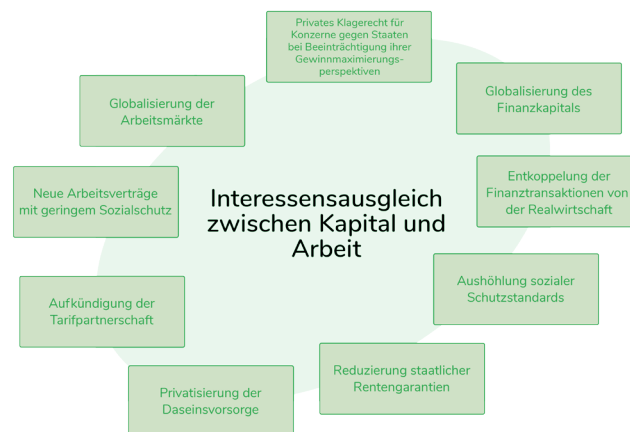 Privates Klagerecht für
Konzerne gegen Staaten
bei Beeinträchtigung ihrer
Gewinnmaximierungs-
perspektiven
Globalisierung der
Arbeitsmärkte
Globalisierung des
Finanzkapitals
Neue Arbeitsverträge
mit geringem Sozialschutz
Interessensausgleich
zwischen Kapital und
Arbeit
Entkoppelung der
Finanztransaktionen von
der Realwirtschaft
Aufkündigung der
Tarifpartnerschaft
Aushöhlung sozialer
Schutzstandards
Privatisierung der
Daseinsvorsorge
Reduzierung staatlicher
Rentengarantien